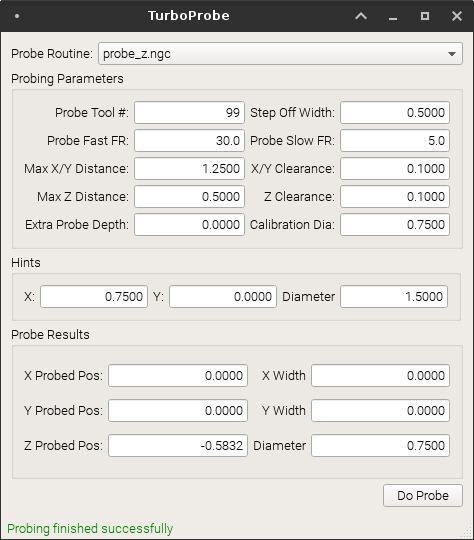 TurboProbe
Probe Routine: probe_z.ngc
Probing Parameters
Probe Tool #: 99 Step Off Width: 0.5000
Probe Fast FR: 30.0 Probe Slow FR: 5.0
Max X/Y Distance: 1.2500 X/Y Clearance: 0.1000
Max Z Distance: 0.5000 Z Clearance: 0.1000
Extra Probe Depth: 0.0000 Calibration Dia: 0.7500
Hints
X: 0.7500 Y: 0.0000 Diameter 1.5000
Probe Results
X Probed Pos: 0.0000 X Width 0.0000
Y Probed Pos: 0.0000 Y Width 0.0000
Z Probed Pos: -0.5832 Diameter 0.7500
Do Probe
Probing finished successfully